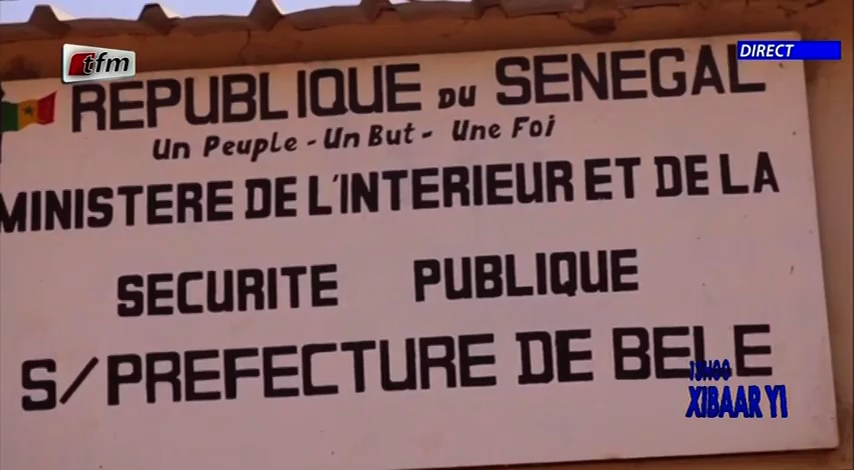 tfm
DIRECT
REPUBLIQUE DU SENEGAL
Un Peuple - Un But - Une Foi
MINISTERE DE L'INTERIEUR ET DE LA
SECURITE PUBLIQUE
S/PREFECTURE DE BELE
13H00
XIBAAR YI